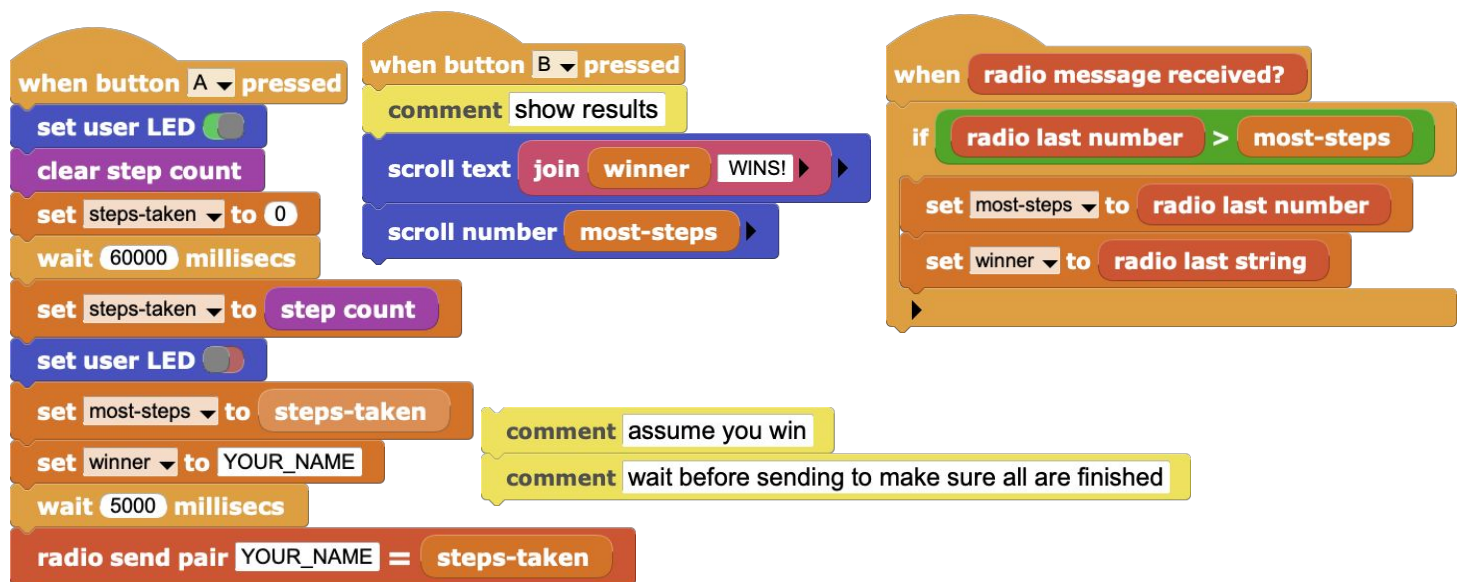 when button A pressed
set user LED
clear step count
set steps-taken to 0
wait 60000 millisecs
set steps-taken to step count
set user LED
set most-steps to steps-taken
set winner to YOUR_NAME
wait 5000 millisecs
radio send pair YOUR_NAME = steps-taken
when button B pressed
comment show results
scroll text join winner WINS!
scroll number most-steps
comment assume you win
comment wait before sending to make sure all are finished
when radio message received?
if radio last number > most-steps
set most-steps to radio last number
set winner to radio last string